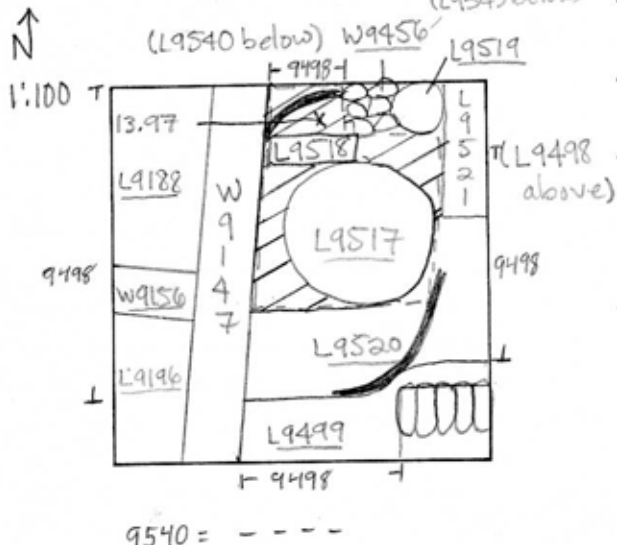 N
1:100
(L9540 below)
W9456
L9519
9498
13.97
L9518
L9521
(L9498 above)
L9188
W9147
L9517
9498
9498
W9156
L9520
L9196
L9499
9498
9540 = ----